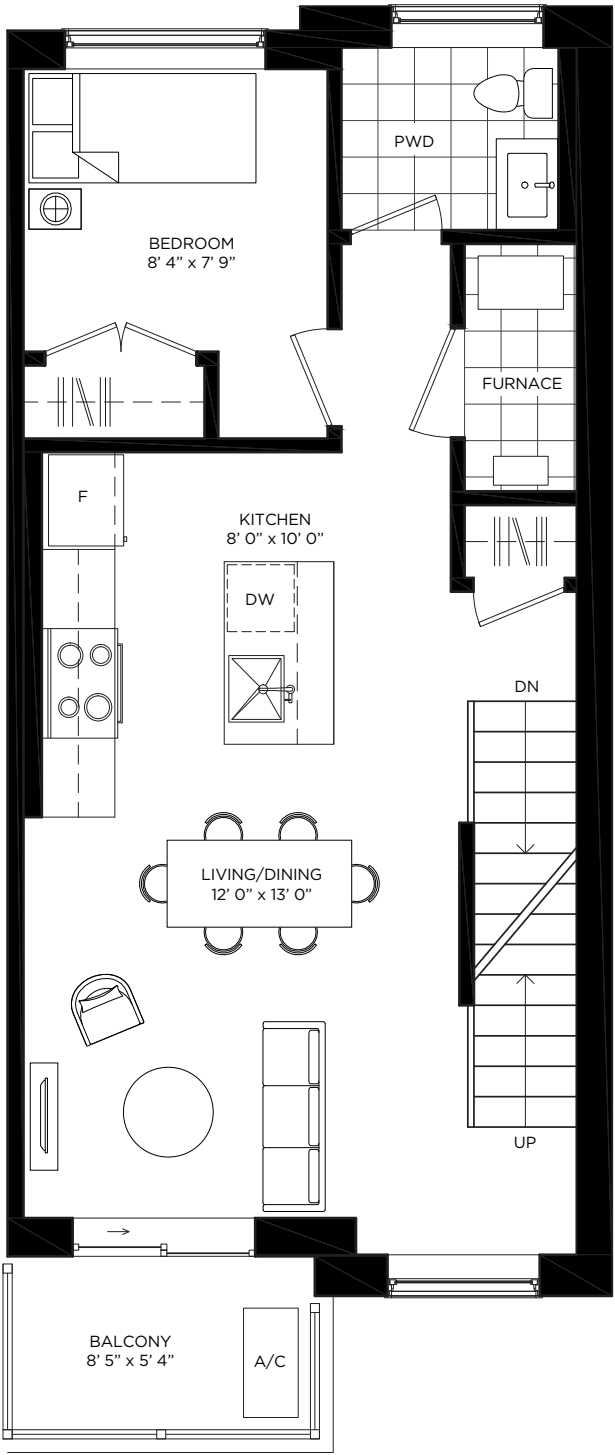 PWD
BEDROOM
8’ 4” x 7’ 9”
FURNACE
F
KITCHEN
8’ 0” x 10’ 0”
DW
DN
LIVING/DINING
12’ 0” x 13’ 0”
UP
BALCONY
8’ 5” x 5’ 4”
A/C